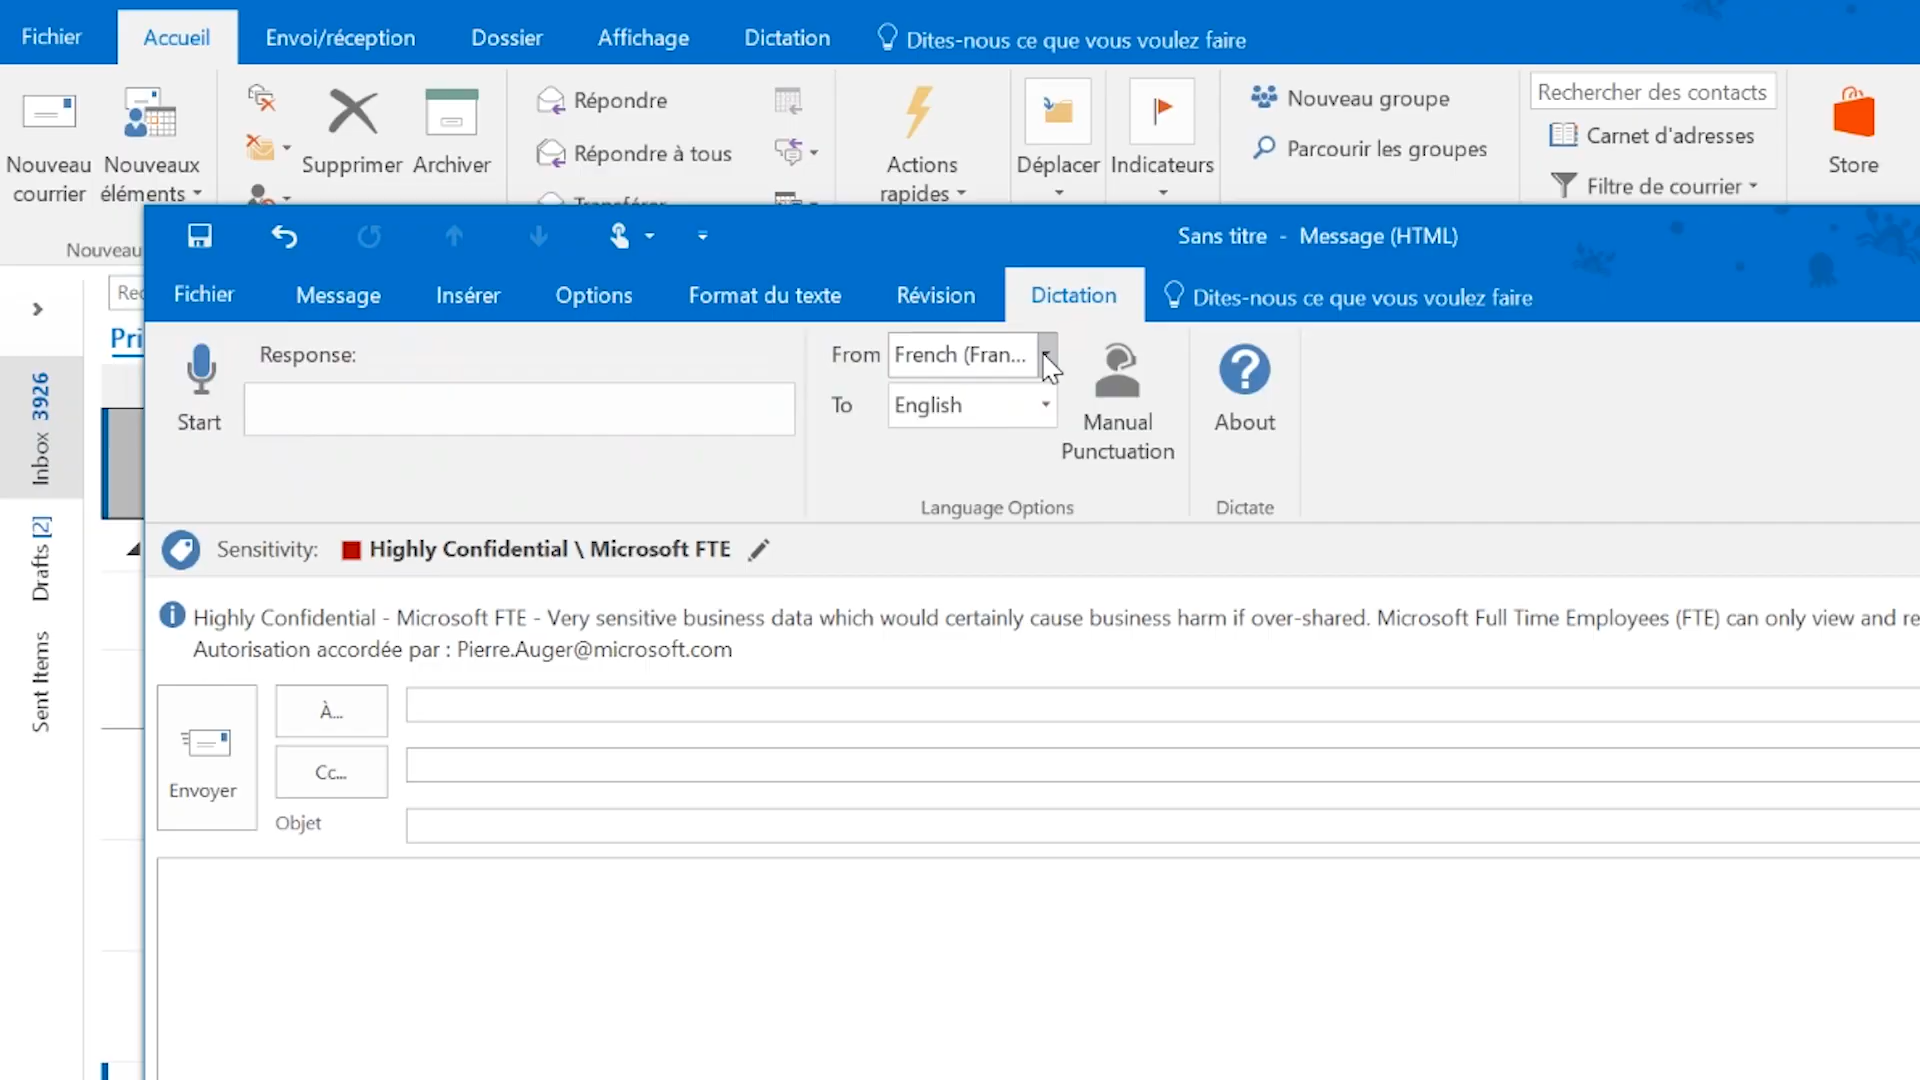 Fichier
Accueil
Envoi/réception
Dossier
Affichage
Dictation
Dites-nous ce que vous voulez faire
Nouveau
courrier
Nouveaux
éléments
Supprimer
Archiver
Répondre
Répondre à tous
Transférer
Actions
rapides
Déplacer
Indicateurs
Nouveau groupe
Parcourir les groupes
Rechercher des contacts
Carnet d'adresses
Filtre de courrier
Store
Nouveau
Sans titre - Message (HTML)
Rec
Pri
Inbox 3926
Drafts [2]
Sent Items
Fichier
Message
Insérer
Options
Format du texte
Révision
Dictation
Dites-nous ce que vous voulez faire
Start
Response:
From
French (Fran...
To
English
Manual
Punctuation
About
Language Options
Dictate
Sensitivity:
Highly Confidential \ Microsoft FTE
Highly Confidential - Microsoft FTE - Very sensitive business data which would certainly cause business harm if over-shared. Microsoft Full Time Employees (FTE) can only view and re
Autorisation accordée par : Pierre.Auger@microsoft.com
Envoyer
À...
Cc...
Objet